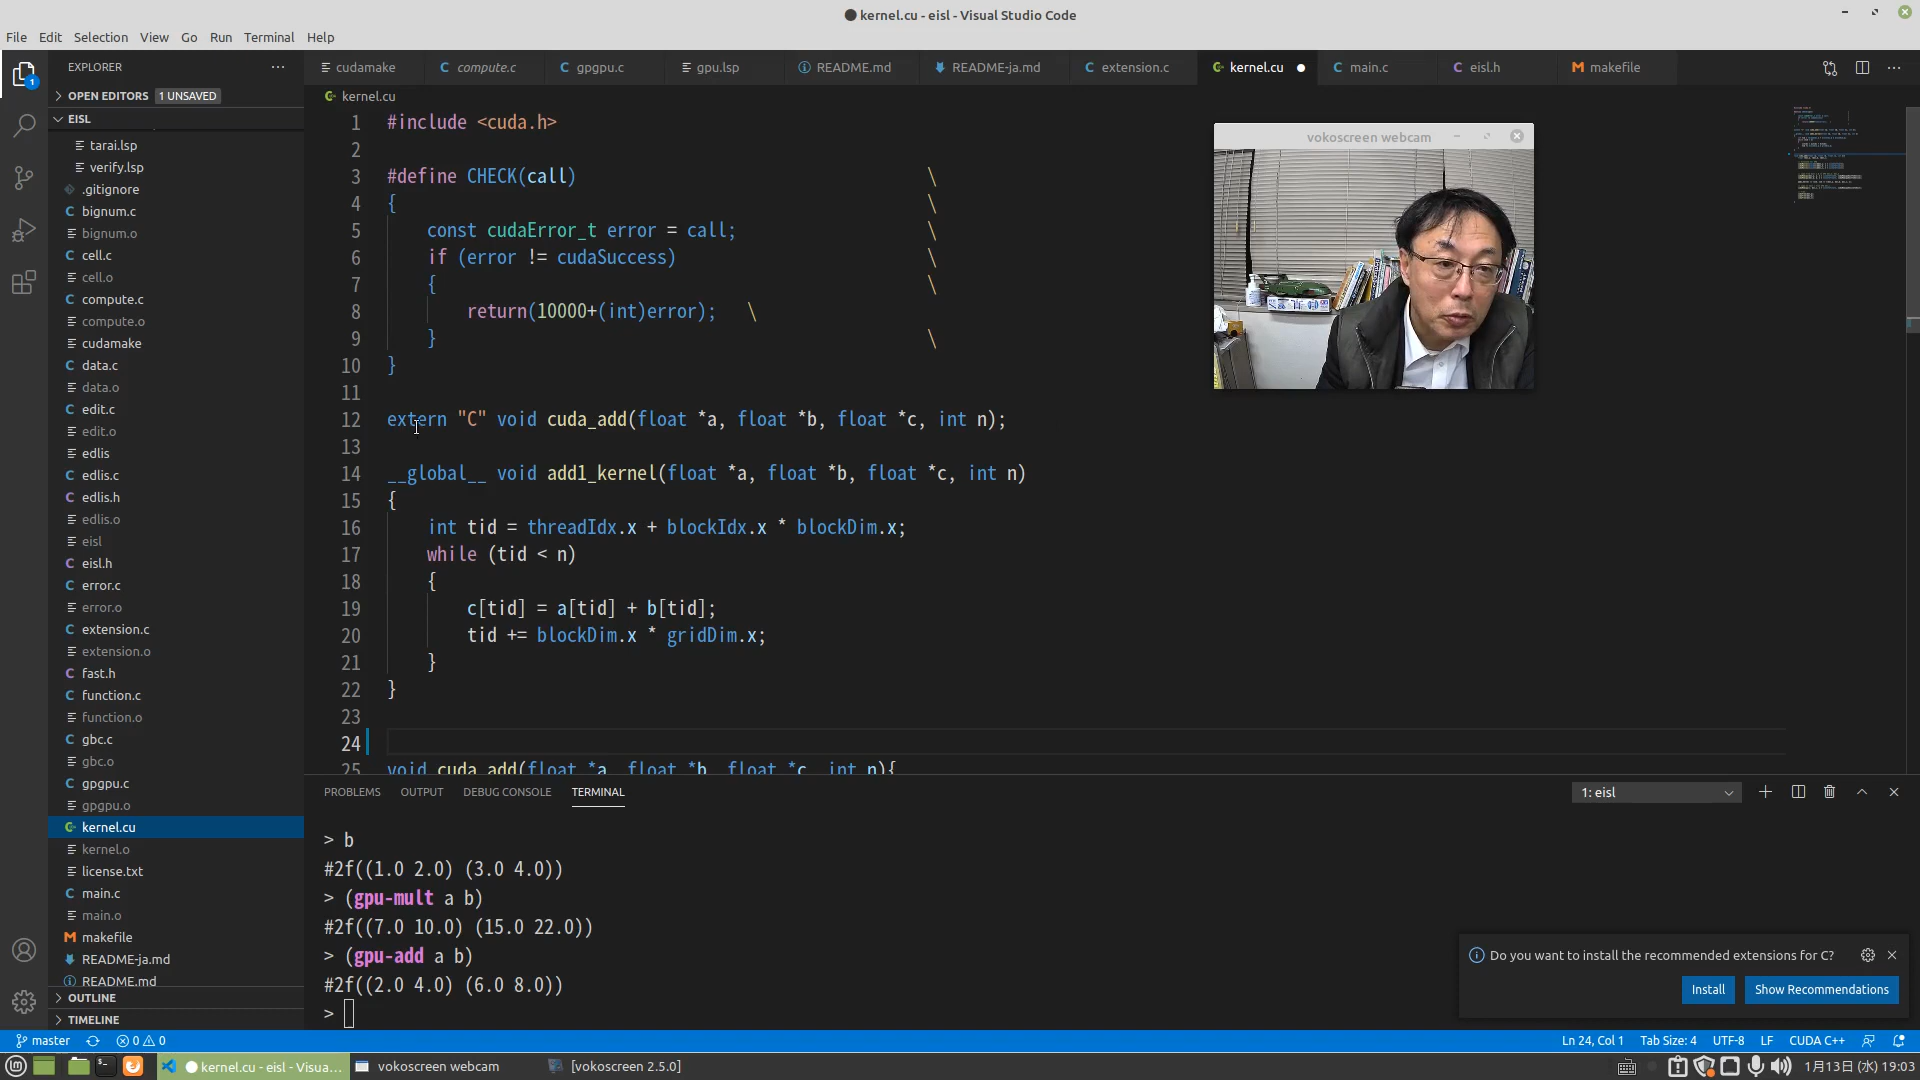 kernel.cu - eisl - Visual Studio Code
File Edit Selection View Go Run Terminal Help
EXPLORER
OPEN EDITORS 1 UNSAVED
EISL
tarai.lsp
verify.lsp
.gitignore
bignum.c
bignum.o
cell.c
cell.o
compute.c
compute.o
cudamake
data.c
data.o
edit.c
edit.o
edlis
edlis.c
edlis.h
edlis.o
eisl
eisl.h
error.c
error.o
extension.c
extension.o
fast.h
function.c
function.o
gbc.c
gbc.o
gpgpu.c
gpgpu.o
kernel.cu
kernel.o
license.txt
main.c
main.o
makefile
README-ja.md
README.md
OUTLINE
TIMELINE
cudamake compute.c gpgpu.c gpu.lsp README.md README-ja.md extension.c kernel.cu main.c eisl.h makefile
kernel.cu
1 #include <cuda.h>
2
3 #define CHECK(call) \
4 { \
5 const cudaError_t error = call; \
6 if (error != cudaSuccess) \
7 { \
8 return(10000+(int)error); \
9 } \
10 }
11
12 extern "C" void cuda_add(float *a, float *b, float *c, int n);
13
14 __global__ void add1_kernel(float *a, float *b, float *c, int n)
15 {
16 int tid = threadIdx.x + blockIdx.x * blockDim.x;
17 while (tid < n)
18 {
19 c[tid] = a[tid] + b[tid];
20 tid += blockDim.x * gridDim.x;
21 }
22 }
23
24
25 void cuda_add(float *a, float *b, float *c, int n){
vokoscreen webcam
PROBLEMS OUTPUT DEBUG CONSOLE TERMINAL 1: eisl
> b
#2f((1.0 2.0) (3.0 4.0))
> (gpu-mult a b)
#2f((7.0 10.0) (15.0 22.0))
> (gpu-add a b)
#2f((2.0 4.0) (6.0 8.0))
>
Do you want to install the recommended extensions for C?
Install Show Recommendations
master 0 0 Ln 24, Col 1 Tab Size: 4 UTF-8 LF CUDA C++
kernel.cu - eisl - Visua... vokoscreen webcam [vokoscreen 2.5.0] 1月13日 (水) 19:03